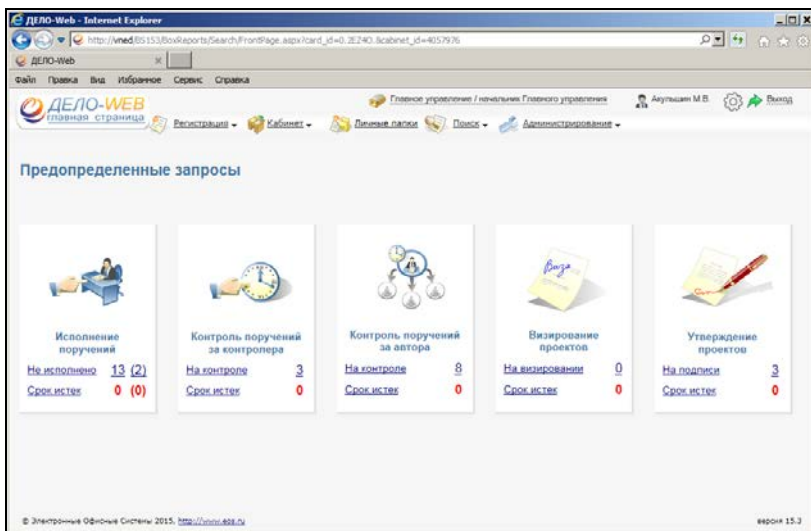 ДЕЛО-Web - Internet Explorer
http://vned/BS153/BoxReports/Search/FrontPage.aspx?card_id=0.2EZ4O.&cabinet_id=4057976
ДЕЛО-Web
Файл Правка Вид Избранное Сервис Справка
ДЕЛО-WEB
главная страница
Главное управление / начальник Главного управления Акульшин М.В. Выход
Регистрация Кабинет Личные папки Поиск Администрирование
Предопределенные запросы
Исполнение
поручений
Не исполнено 13 (2)
Срок истек 0 (0)
Контроль поручений
за контролера
На контроле 3
Срок истек 0
Контроль поручений
за автора
На контроле 8
Срок истек 0
Виза
Визирование
проектов
На визировании 0
Срок истек 0
Утверждение
проектов
На подписи 3
Срок истек 0
© Электронные Офисные Системы 2015, http://www.eos.ru
версия 15.3